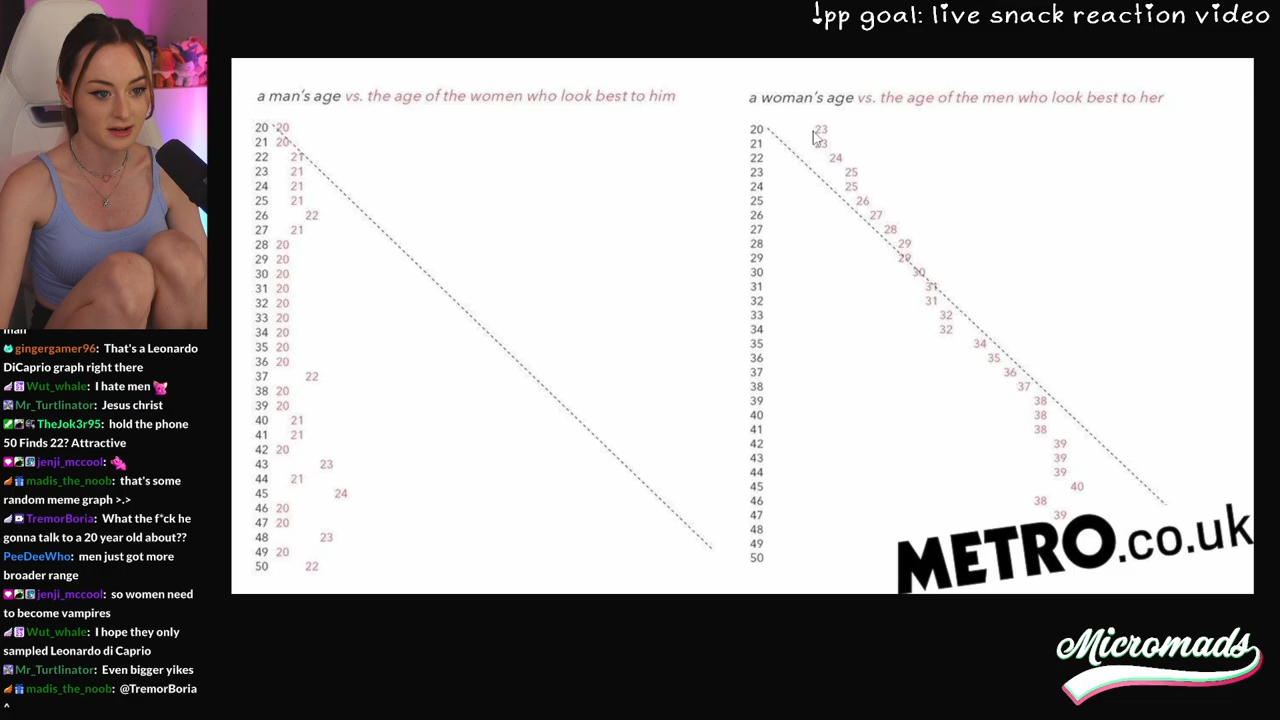 !pp goal: live snack reaction video
a man's age vs. the age of the women who look best to him
20 20
21 20
22 21
23 21
24 21
25 21
26 22
27 21
28 20
29 20
30 20
31 20
32 20
33 20
34 20
35 20
36 20
37 22
38 20
39 20
40 21
41 21
42 20
43 23
44 21
45 24
46 20
47 20
48 23
49 20
50 22
a woman's age vs. the age of the men who look best to her
20 23
21 23
22 24
23 25
24 25
25 26
26 27
27 28
28 29
29 29
30 30
31 31
32 31
33 32
34 32
35 34
36 35
37 36
38 37
39 38
40 38
41 38
42 39
43 39
44 39
45 40
46 38
47 39
48
49
50
METRO.co.uk
man
gingergamer96: That's a Leonardo
DiCaprio graph right there
Wut_whale: I hate men
Mr_Turtlinator: Jesus christ
TheJok3r95: hold the phone
50 Finds 22? Attractive
jenji_mccool:
madis_the_noob: that's some
random meme graph >.>
TremorBoria: What the f*ck he
gonna talk to a 20 year old about??
PeeDeeWho: men just got more
broader range
jenji_mccool: so women need
to become vampires
Wut_whale: I hope they only
sampled Leonardo di Caprio
Mr_Turtlinator: Even bigger yikes
madis_the_noob: @TremorBoria
^
Micromads